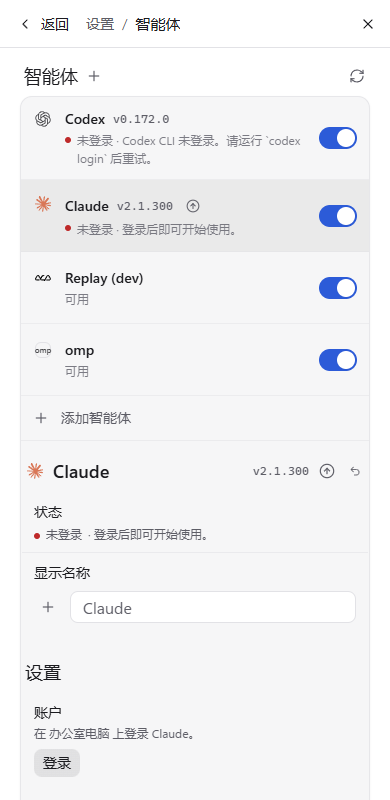 返回 设置 / 智能体
智能体
Codex v0.172.0
未登录 · Codex CLI 未登录。请运行 `codex
login` 后重试。
Claude v2.1.300
未登录 · 登录后即可开始使用。
Replay (dev)
可用
omp
omp
可用
添加智能体
Claude v2.1.300
状态
未登录 · 登录后即可开始使用。
显示名称
Claude
设置
账户
在 办公室电脑 上登录 Claude。
登录